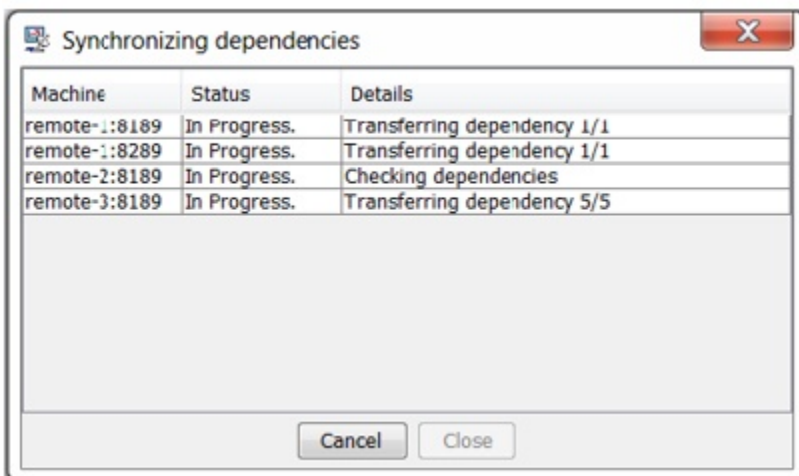 Synchronizing dependencies
Machine Status Details
remote-1:8189 In Progress. Transferring dependency 1/1
remote-1:8289 In Progress. Transferring dependency 1/1
remote-2:8189 In Progress. Checking dependencies
remote-3:8189 In Progress. Transferring dependency 5/5
Cancel Close